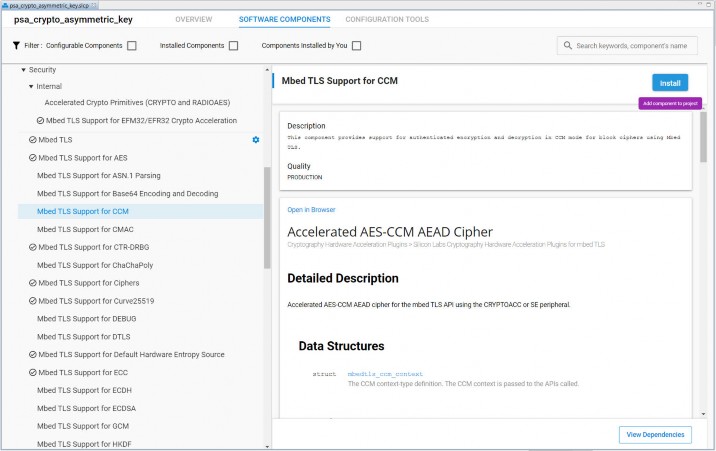 psa_crypto_asymmetric_key.slcp
psa_crypto_asymmetric_key
OVERVIEW
SOFTWARE COMPONENTS
CONFIGURATION TOOLS
Filter : Configurable Components
Installed Components
Components Installed by You
Search keywords, component's name
Security
Internal
Accelerated Crypto Primitives (CRYPTO and RADIOAES)
Mbed TLS Support for EFM32/EFR32 Crypto Acceleration
Mbed TLS
Mbed TLS Support for AES
Mbed TLS Support for ASN.1 Parsing
Mbed TLS Support for Base64 Encoding and Decoding
Mbed TLS Support for CCM
Mbed TLS Support for CMAC
Mbed TLS Support for CTR-DRBG
Mbed TLS Support for ChaChaPoly
Mbed TLS Support for Ciphers
Mbed TLS Support for Curve25519
Mbed TLS Support for DEBUG
Mbed TLS Support for DTLS
Mbed TLS Support for Default Hardware Entropy Source
Mbed TLS Support for ECC
Mbed TLS Support for ECDH
Mbed TLS Support for ECDSA
Mbed TLS Support for GCM
Mbed TLS Support for HKDF
Mbed TLS Support for CCM
Install
Add component to project
Description
This component provides support for authenticated encryption and decryption in CCM mode for block ciphers using Mbed
TLS.
Quality
PRODUCTION
Open in Browser
Accelerated AES-CCM AEAD Cipher
Cryptography Hardware Acceleration Plugins > Silicon Labs Cryptography Hardware Acceleration Plugins for mbed TLS
Detailed Description
Accelerated AES-CCM AEAD cipher for the mbed TLS API using the CRYPTOACC or SE peripheral.
Data Structures
struct mbedtls_ccm_context
The CCM context-type definition. The CCM context is passed to the APIs called.
View Dependencies